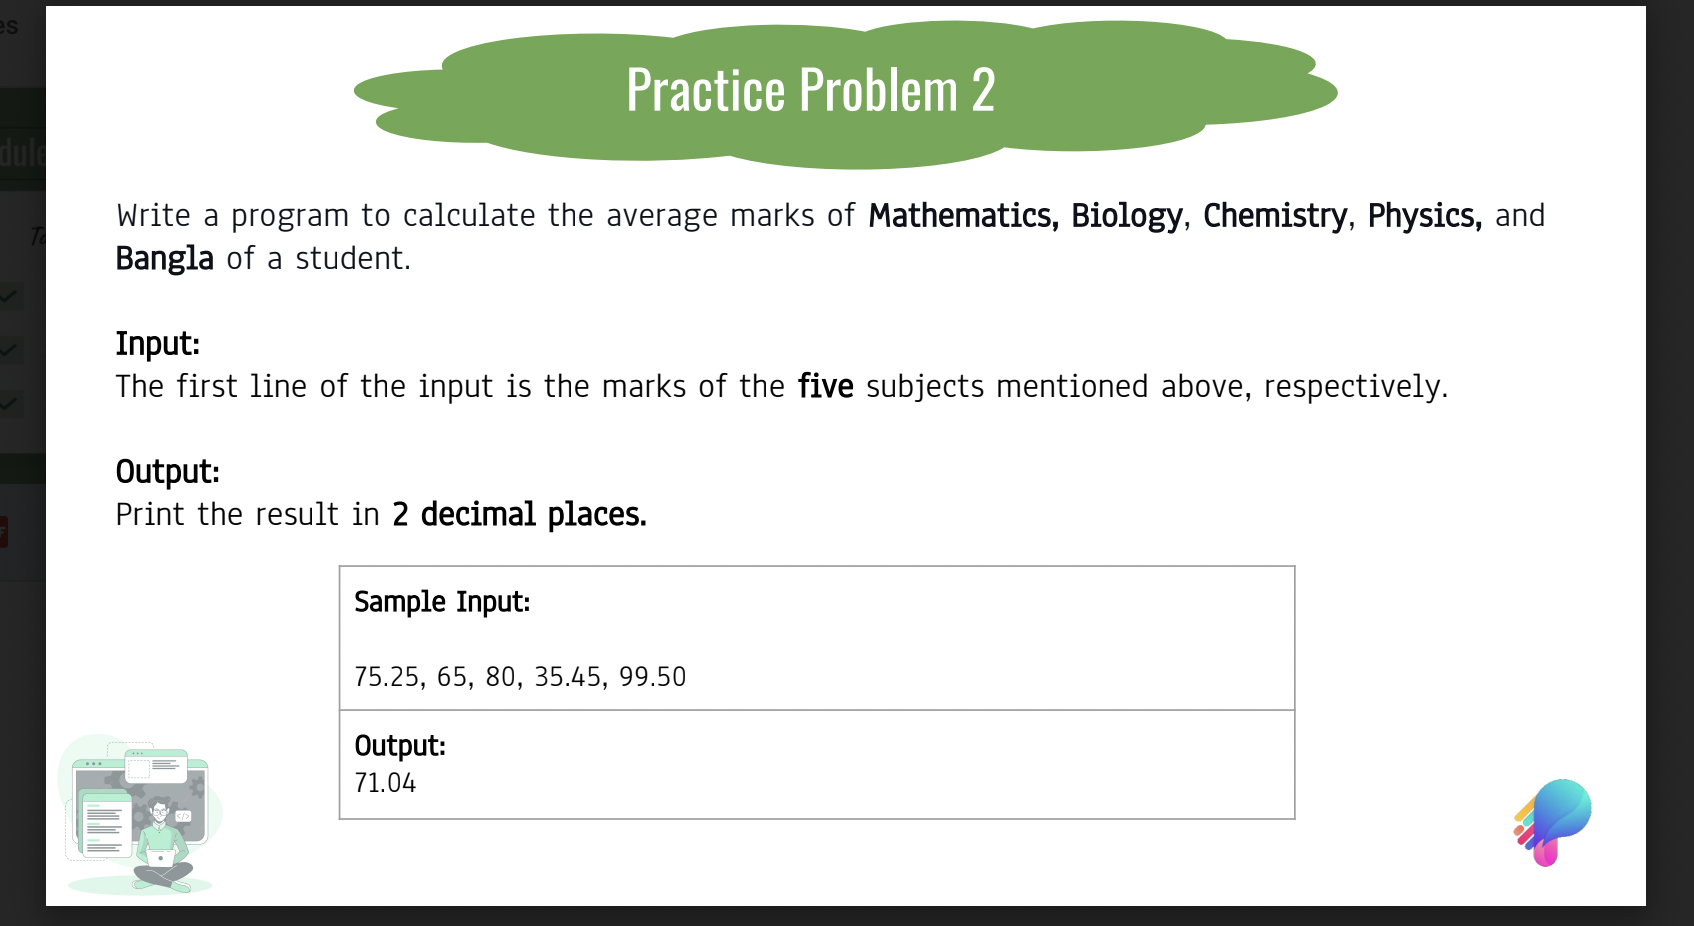 es
Practice Problem 2
dule
Write a program to calculate the average marks of Mathematics, Biology, Chemistry, Physics, and
Ta
Bangla of a student.
Input:
The first line of the input is the marks of the five subjects mentioned above, respectively.
Output:
Print the result in 2 decimal places.
Sample Input:
75.25, 65, 80, 35.45, 99.50
Output:
71.04